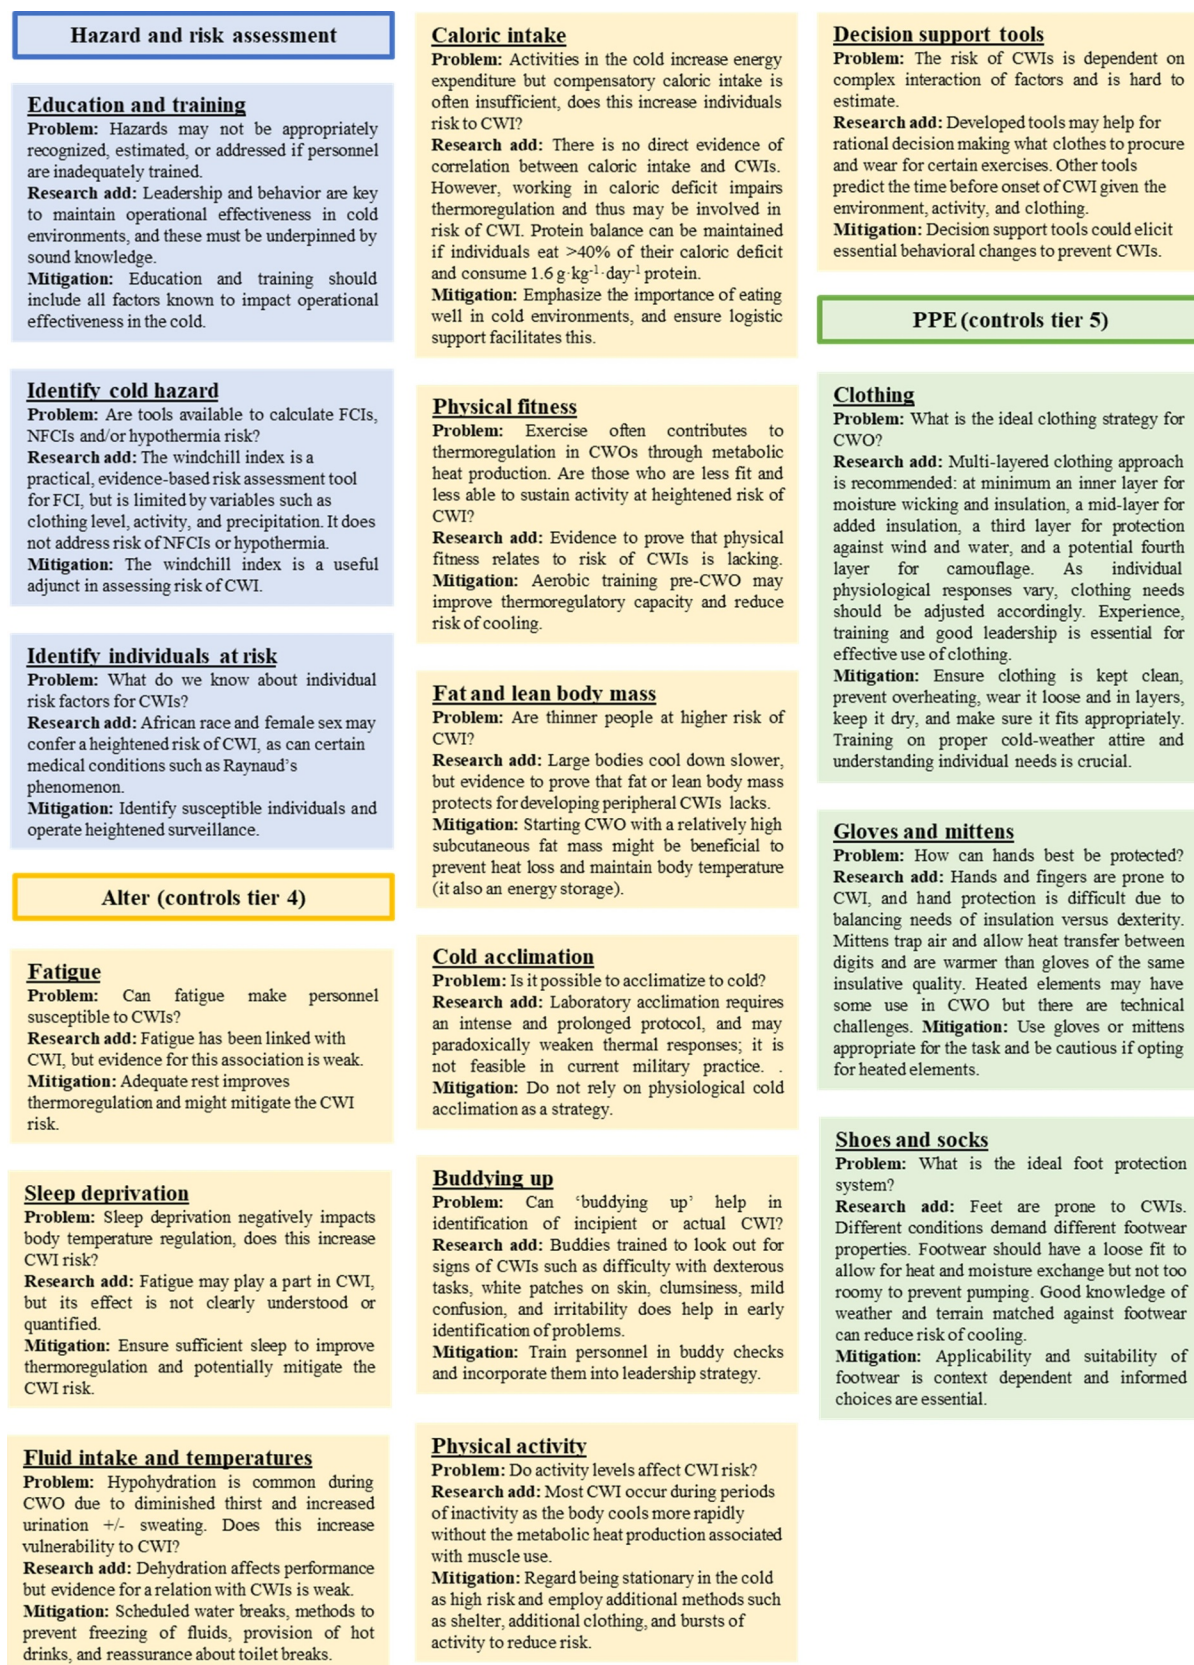 Hazard and risk assessment
Education and training
Problem: Hazards may not be appropriately
recognized, estimated, or addressed if personnel
are inadequately trained.
Research add: Leadership and behavior are key
to maintain operational effectiveness in cold
environments, and these must be underpinned by
sound knowledge.
Mitigation: Education and training should
include all factors known to impact operational
effectiveness in the cold.
Identify cold hazard
Problem: Are tools available to calculate FCIs,
NFCIs and/or hypothermia risk?
Research add: The windchill index is a
practical, evidence-based risk assessment tool
for FCI, but is limited by variables such as
clothing level, activity, and precipitation. It does
not address risk of NFCIs or hypothermia.
Mitigation: The windchill index is a useful
adjunct in assessing risk of CWI.
Identify individuals at risk
Problem: What do we know about individual
risk factors for CWIs?
Research add: African race and female sex may
confer a heightened risk of CWI, as can certain
medical conditions such as Raynaud's
phenomenon.
Mitigation: Identify susceptible individuals and
operate heightened surveillance.
Alter (controls tier 4)
Fatigue
Problem: Can fatigue make personnel
susceptible to CWIs?
Research add: Fatigue has been linked with
CWI, but evidence for this association is weak.
Mitigation: Adequate rest improves
thermoregulation and might mitigate the CWI
risk.
Sleep deprivation
Problem: Sleep deprivation negatively impacts
body temperature regulation, does this increase
CWI risk?
Research add: Fatigue may play a part in CWI,
but its effect is not clearly understood or
quantified.
Mitigation: Ensure sufficient sleep to improve
thermoregulation and potentially mitigate the
CWI risk.
Fluid intake and temperatures
Problem: Hypohydration is common during
CWO due to diminished thirst and increased
urination +/- sweating. Does this increase
vulnerability to CWI?
Research add: Dehydration affects performance
but evidence for a relation with CWIs is weak.
Mitigation: Scheduled water breaks, methods to
prevent freezing of fluids, provision of hot
drinks, and reassurance about toilet breaks.
Caloric intake
Problem: Activities in the cold increase energy
expenditure but compensatory caloric intake is
often insufficient, does this increase individuals
risk to CWI?
Research add: There is no direct evidence of
correlation between caloric intake and CWIs.
However, working in caloric deficit impairs
thermoregulation and thus may be involved in
risk of CWI. Protein balance can be maintained
if individuals eat >40% of their caloric deficit
and consume 1.6 g·kg⁻¹·day⁻¹ protein.
Mitigation: Emphasize the importance of eating
well in cold environments, and ensure logistic
support facilitates this.
Physical fitness
Problem: Exercise often contributes to
thermoregulation in CWOs through metabolic
heat production. Are those who are less fit and
less able to sustain activity at heightened risk of
CWI?
Research add: Evidence to prove that physical
fitness relates to risk of CWIs is lacking.
Mitigation: Aerobic training pre-CWO may
improve thermoregulatory capacity and reduce
risk of cooling.
Fat and lean body mass
Problem: Are thinner people at higher risk of
CWI?
Research add: Large bodies cool down slower,
but evidence to prove that fat or lean body mass
protects for developing peripheral CWIs lacks.
Mitigation: Starting CWO with a relatively high
subcutaneous fat mass might be beneficial to
prevent heat loss and maintain body temperature
(it also an energy storage).
Cold acclimation
Problem: Is it possible to acclimatize to cold?
Research add: Laboratory acclimation requires
an intense and prolonged protocol, and may
paradoxically weaken thermal responses; it is
not feasible in current military practice. .
Mitigation: Do not rely on physiological cold
acclimation as a strategy.
Buddying up
Problem: Can 'buddying up' help in
identification of incipient or actual CWI?
Research add: Buddies trained to look out for
signs of CWIs such as difficulty with dexterous
tasks, white patches on skin, clumsiness, mild
confusion, and irritability does help in early
identification of problems.
Mitigation: Train personnel in buddy checks
and incorporate them into leadership strategy.
Physical activity
Problem: Do activity levels affect CWI risk?
Research add: Most CWI occur during periods
of inactivity as the body cools more rapidly
without the metabolic heat production associated
with muscle use.
Mitigation: Regard being stationary in the cold
as high risk and employ additional methods such
as shelter, additional clothing, and bursts of
activity to reduce risk.
Decision support tools
Problem: The risk of CWIs is dependent on
complex interaction of factors and is hard to
estimate.
Research add: Developed tools may help for
rational decision making what clothes to procure
and wear for certain exercises. Other tools
predict the time before onset of CWI given the
environment, activity, and clothing.
Mitigation: Decision support tools could elicit
essential behavioral changes to prevent CWIs.
PPE (controls tier 5)
Clothing
Problem: What is the ideal clothing strategy for
CWO?
Research add: Multi-layered clothing approach
is recommended: at minimum an inner layer for
moisture wicking and insulation, a mid-layer for
added insulation, a third layer for protection
against wind and water, and a potential fourth
layer for camouflage. As individual
physiological responses vary, clothing needs
should be adjusted accordingly. Experience,
training and good leadership is essential for
effective use of clothing.
Mitigation: Ensure clothing is kept clean,
prevent overheating, wear it loose and in layers,
keep it dry, and make sure it fits appropriately.
Training on proper cold-weather attire and
understanding individual needs is crucial.
Gloves and mittens
Problem: How can hands best be protected?
Research add: Hands and fingers are prone to
CWI, and hand protection is difficult due to
balancing needs of insulation versus dexterity.
Mittens trap air and allow heat transfer between
digits and are warmer than gloves of the same
insulative quality. Heated elements may have
some use in CWO but there are technical
challenges. Mitigation: Use gloves or mittens
appropriate for the task and be cautious if opting
for heated elements.
Shoes and socks
Problem: What is the ideal foot protection
system?
Research add: Feet are prone to CWIs.
Different conditions demand different footwear
properties. Footwear should have a loose fit to
allow for heat and moisture exchange but not too
roomy to prevent pumping. Good knowledge of
weather and terrain matched against footwear
can reduce risk of cooling.
Mitigation: Applicability and suitability of
footwear is context dependent and informed
choices are essential.